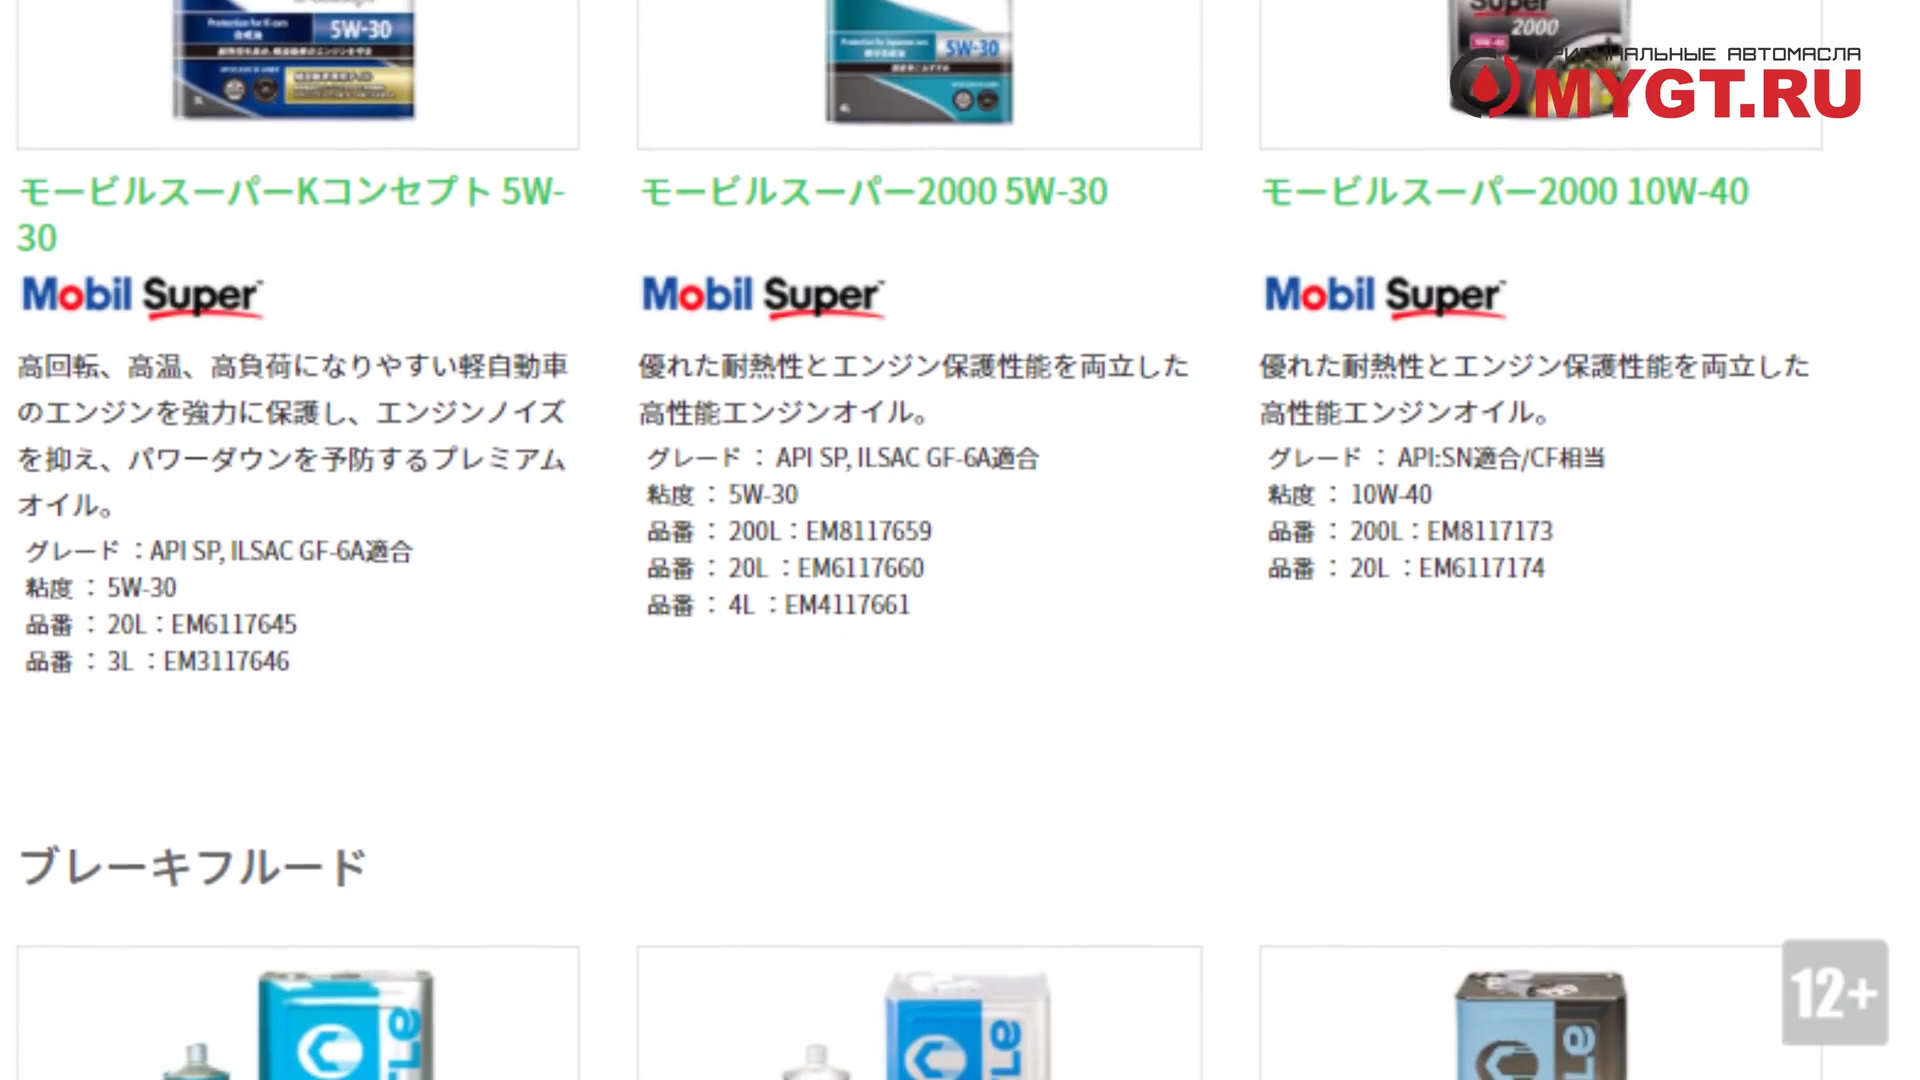 5W-30
5W-30
Super
2000
ОРИГИНАЛЬНЫЕ АВТОМАСЛА
MYGT.RU
モービルスーパーKコンセプト 5W-
30
Mobil Super™
高回転、高温、高負荷になりやすい軽自動車
のエンジンを強力に保護し、エンジンノイズ
を抑え、パワーダウンを予防するプレミアム
オイル。
グレード ：API SP, ILSAC GF-6A適合
粘度 ： 5W-30
品番 ： 20L：EM6117645
品番 ： 3L ：EM3117646
モービルスーパー2000 5W-30
Mobil Super™
優れた耐熱性とエンジン保護性能を両立した
高性能エンジンオイル。
グレード ： API SP, ILSAC GF-6A適合
粘度 ： 5W-30
品番 ： 200L：EM8117659
品番 ： 20L ：EM6117660
品番 ： 4L ：EM4117661
モービルスーパー2000 10W-40
Mobil Super™
優れた耐熱性とエンジン保護性能を両立した
高性能エンジンオイル。
グレード ： API:SN適合/CF相当
粘度 ： 10W-40
品番 ： 200L：EM8117173
品番 ： 20L ：EM6117174
ブレーキフルード
12+